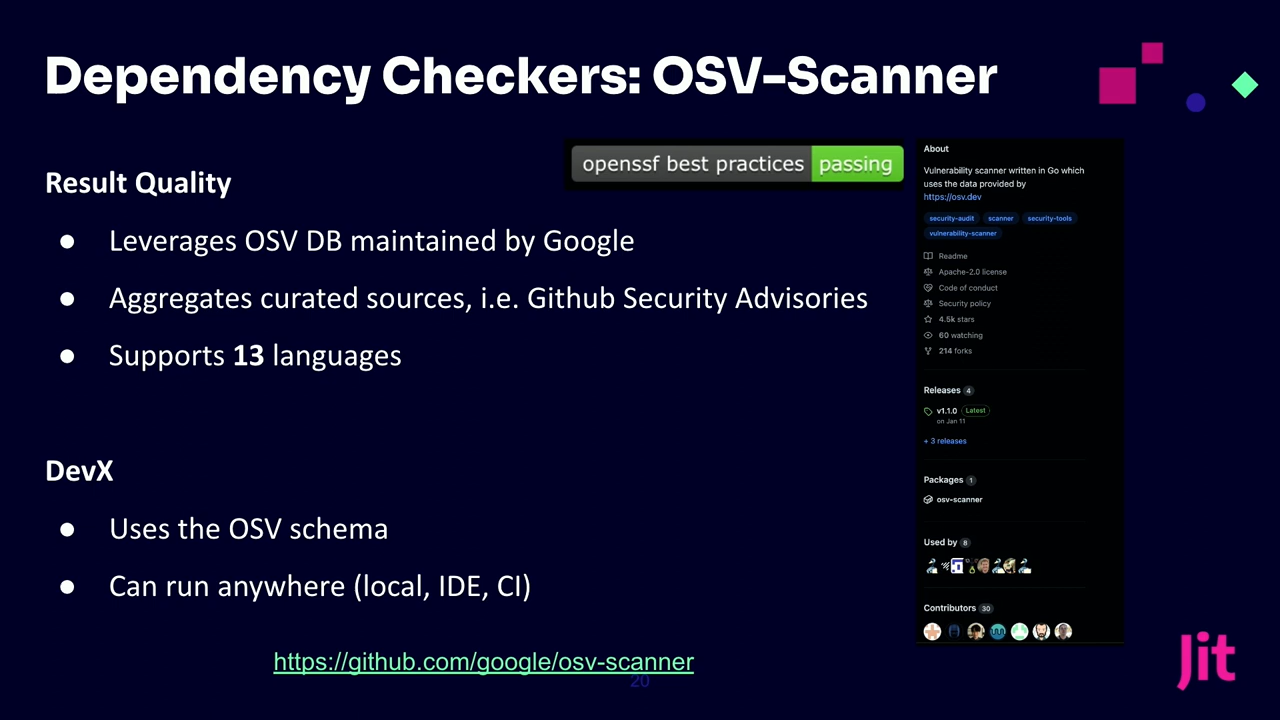 Dependency Checkers: OSV-Scanner
openssf best practices passing
Result Quality
● Leverages OSV DB maintained by Google
● Aggregates curated sources, i.e. Github Security Advisories
● Supports 13 languages
DevX
● Uses the OSV schema
● Can run anywhere (local, IDE, CI)
https://github.com/google/osv-scanner
20
About
Vulnerability scanner written in Go which
uses the data provided by
https://osv.dev
security-audit scanner security-tools
vulnerability-scanner
Readme
Apache-2.0 license
Code of conduct
Security policy
4.5k stars
60 watching
214 forks
Releases 4
v1.1.0 Latest
on Jan 11
+ 3 releases
Packages 1
osv-scanner
Used by 8
Contributors 30
Jit